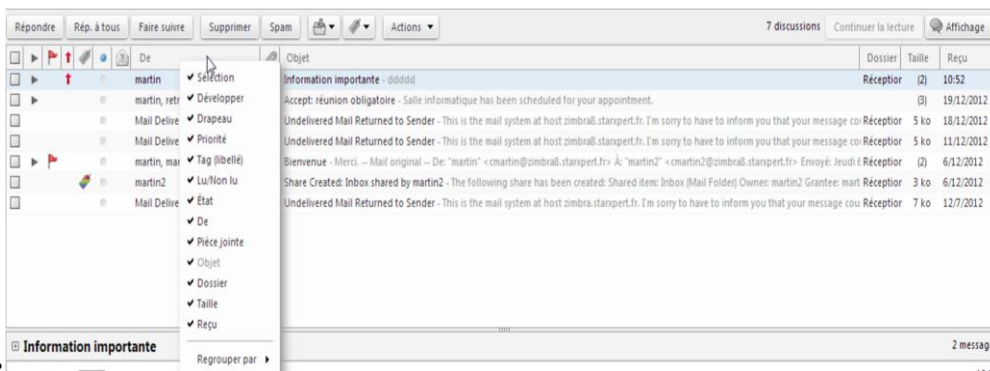 Répondre Rép. à tous Faire suivre Supprimer Spam Actions 7 discussions Continuer la lecture Affichage
De Objet Dossier Taille Reçu
martin Information importante - ddddd Réception (2) 10:52
martin, retr Accept: réunion obligatoire - Salle informatique has been scheduled for your appointment. (3) 19/12/2012
Mail Delive Undelivered Mail Returned to Sender - This is the mail system at host zimbra8.starxpert.fr. I'm sorry to have to inform you that your message co Réception 5 ko 18/12/2012
Mail Delive Undelivered Mail Returned to Sender - This is the mail system at host zimbra8.starxpert.fr. I'm sorry to have to inform you that your message co Réception 5 ko 11/12/2012
martin, mar Bienvenue - Merci. -- Mail original -- De: "martin" <cmartin@zimbra8.starxpert.fr> À: "martin2" <cmartin2@zimbra8.starxpert.fr> Envoyé: Jeudi 6 Réception (2) 6/12/2012
martin2 Share Created: Inbox shared by martin2 - The following share has been created: Shared item: Inbox (Mail Folder) Owner: martin2 Grantee: mart Réception 3 ko 6/12/2012
Mail Delive Undelivered Mail Returned to Sender - This is the mail system at host zimbra.starxpert.fr. I'm sorry to have to inform you that your message cou Réception 7 ko 12/7/2012
Sélection
Développer
Drapeau
Priorité
Tag (libellé)
Lu/Non lu
État
De
Pièce jointe
Objet
Dossier
Taille
Reçu
Regrouper par
Information importante 2 messag